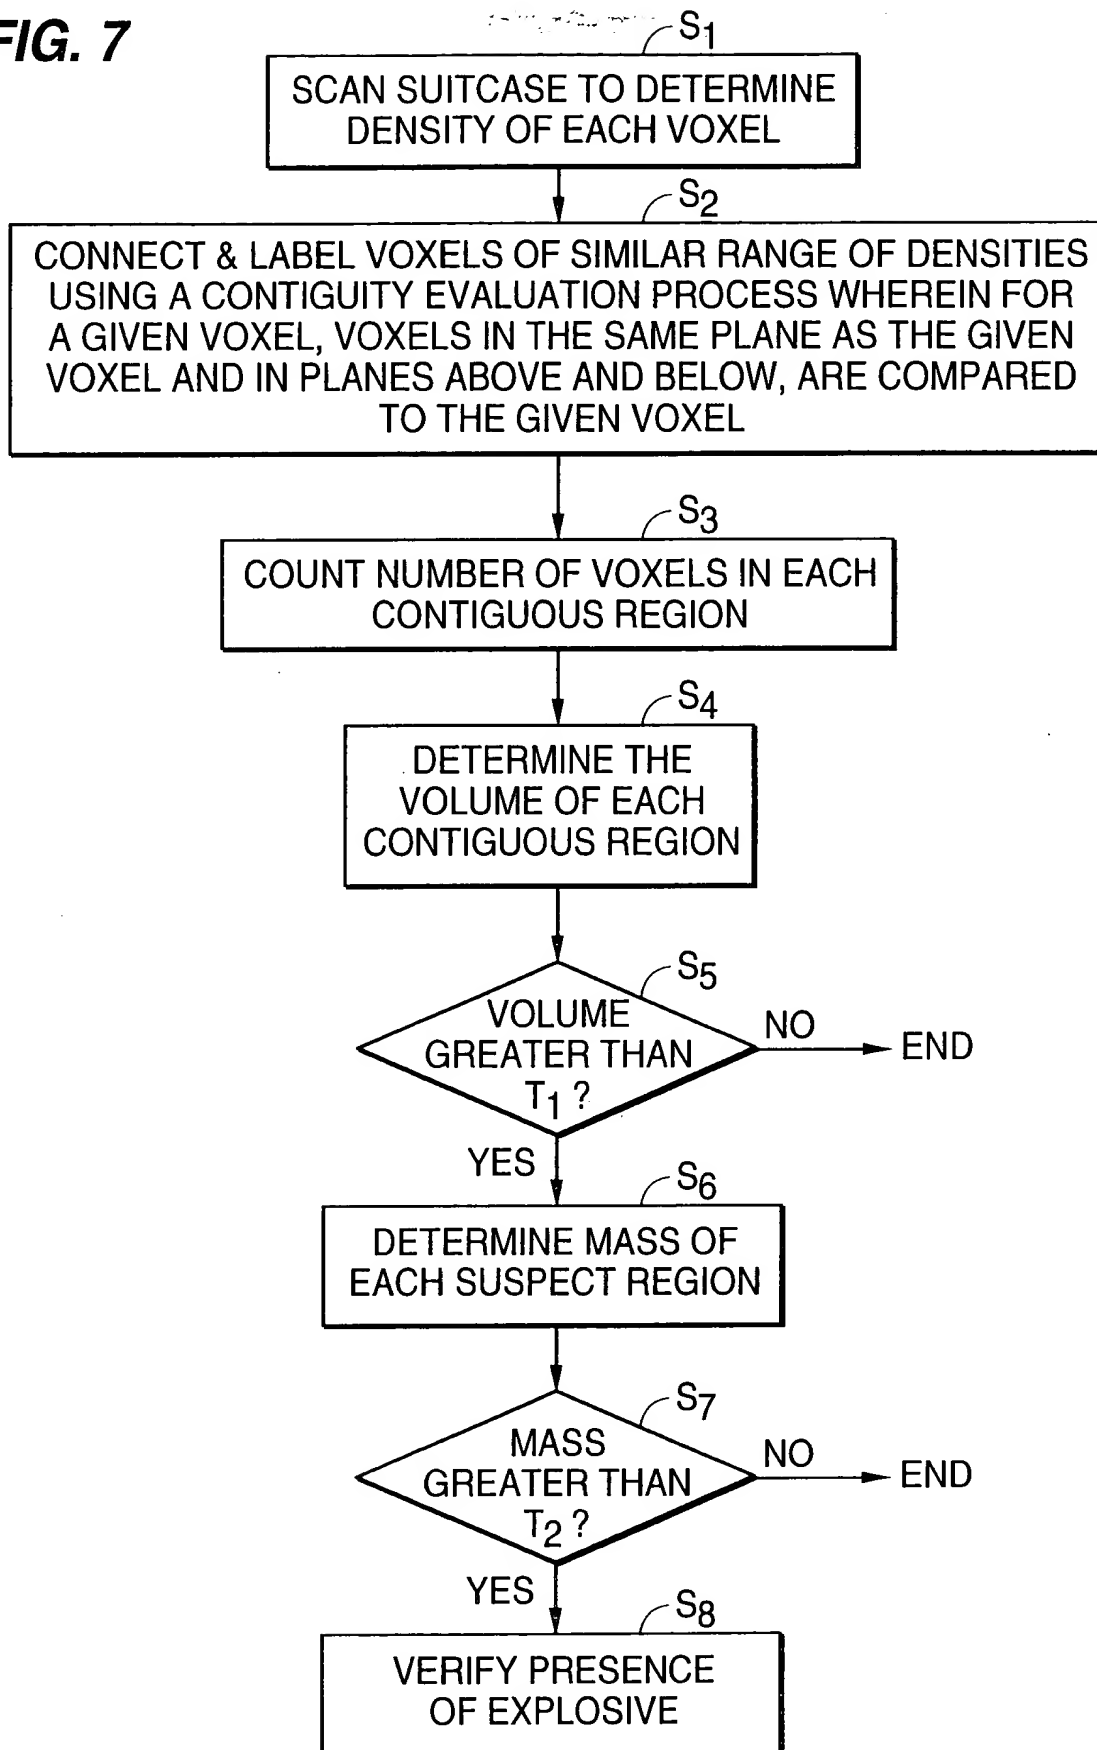 FIG. 7
S1
SCAN SUITCASE TO DETERMINE
DENSITY OF EACH VOXEL
S2
CONNECT & LABEL VOXELS OF SIMILAR RANGE OF DENSITIES
USING A CONTIGUITY EVALUATION PROCESS WHEREIN FOR
A GIVEN VOXEL, VOXELS IN THE SAME PLANE AS THE GIVEN
VOXEL AND IN PLANES ABOVE AND BELOW, ARE COMPARED
TO THE GIVEN VOXEL
S3
COUNT NUMBER OF VOXELS IN EACH
CONTIGUOUS REGION
S4
DETERMINE THE
VOLUME OF EACH
CONTIGUOUS REGION
S5
VOLUME
GREATER THAN
T1 ?
NO
END
YES
S6
DETERMINE MASS OF
EACH SUSPECT REGION
S7
MASS
GREATER THAN
T2 ?
NO
END
YES
S8
VERIFY PRESENCE
OF EXPLOSIVE